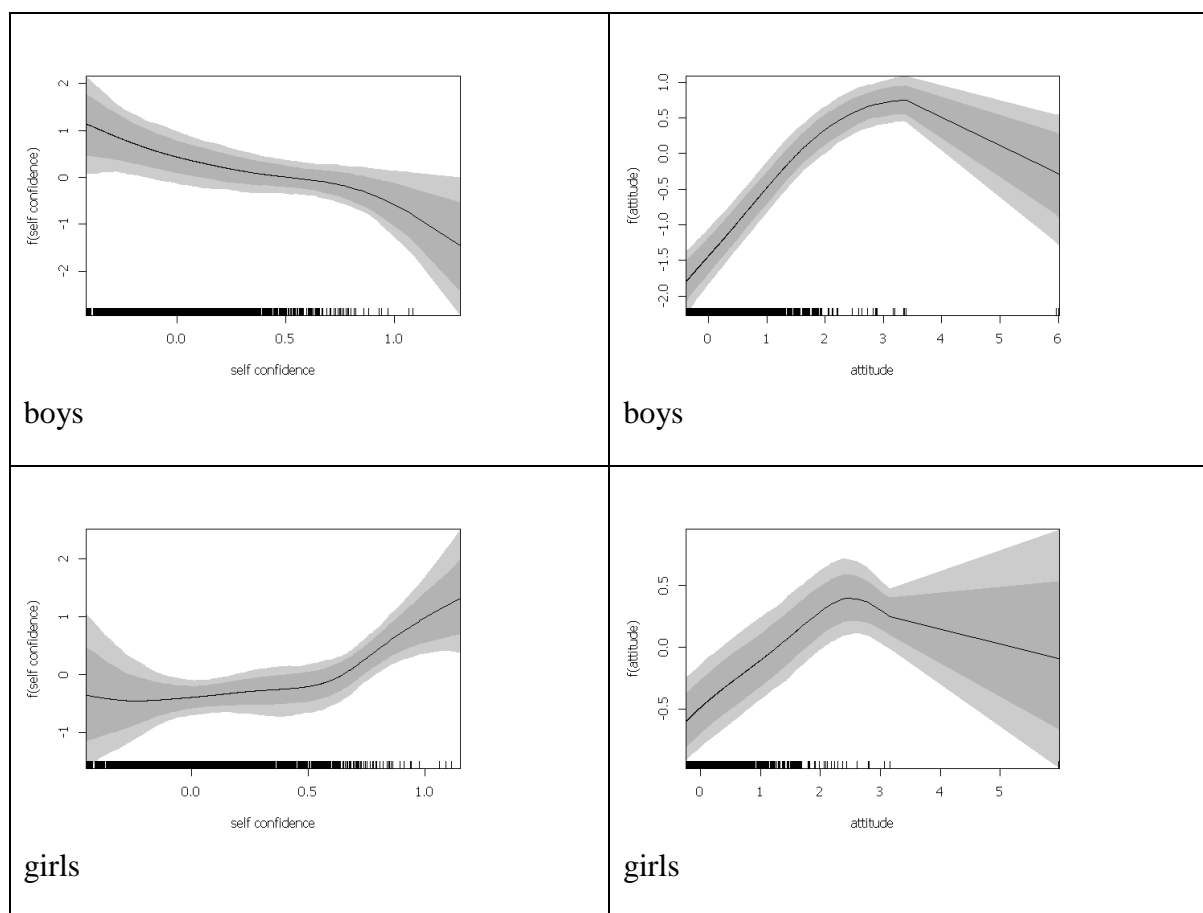 2
1
0
-1
-2
f(self confidence)
0.0 0.5 1.0
self confidence
boys
1.0
0.5
0.0
-0.5
-1.0
-1.5
-2.0
f(attitude)
0 1 2 3 4 5 6
attitude
boys
2
1
0
-1
f(self confidence)
0.0 0.5 1.0
self confidence
girls
0.5
0.0
-0.5
f(attitude)
0 1 2 3 4 5
attitude
girls